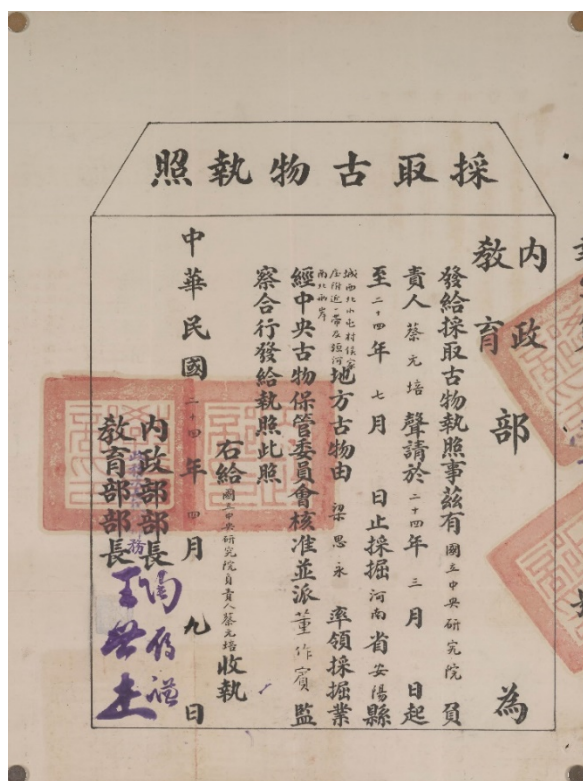 採取古物執照
內政部
教育部
為
發給採取古物執照事茲有國立中央研究院負
責人蔡元培聲請於二十四年三月 日起
至二十四年七月 日止採掘河南省安陽縣
城西北小屯村侯家
庄附近一帶及洹河
南北兩岸
地方古物由梁思永率領採掘業
經中央古物保管委員會核准並派董作賓監
察合行發給執照此照
右給國立中央研究院負責人蔡元培收執
中華民國二十四年四月九日
內政部部長
教育部部長王世杰